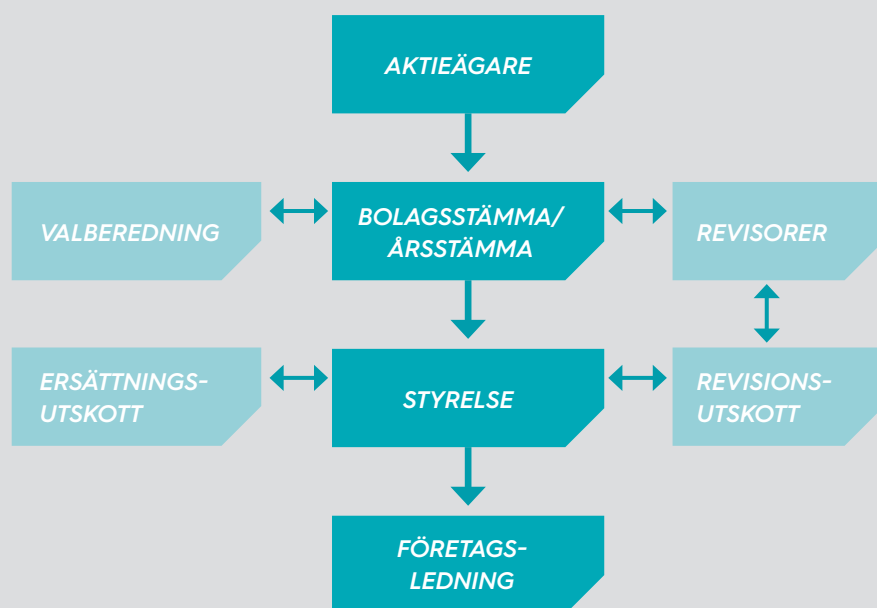 AKTIEÄGARE
VALBEREDNING
BOLAGSSTÄMMA/
ÅRSSTÄMMA
REVISORER
ERSÄTTNINGS-
UTSKOTT
STYRELSE
REVISIONS-
UTSKOTT
FÖRETAGS-
LEDNING